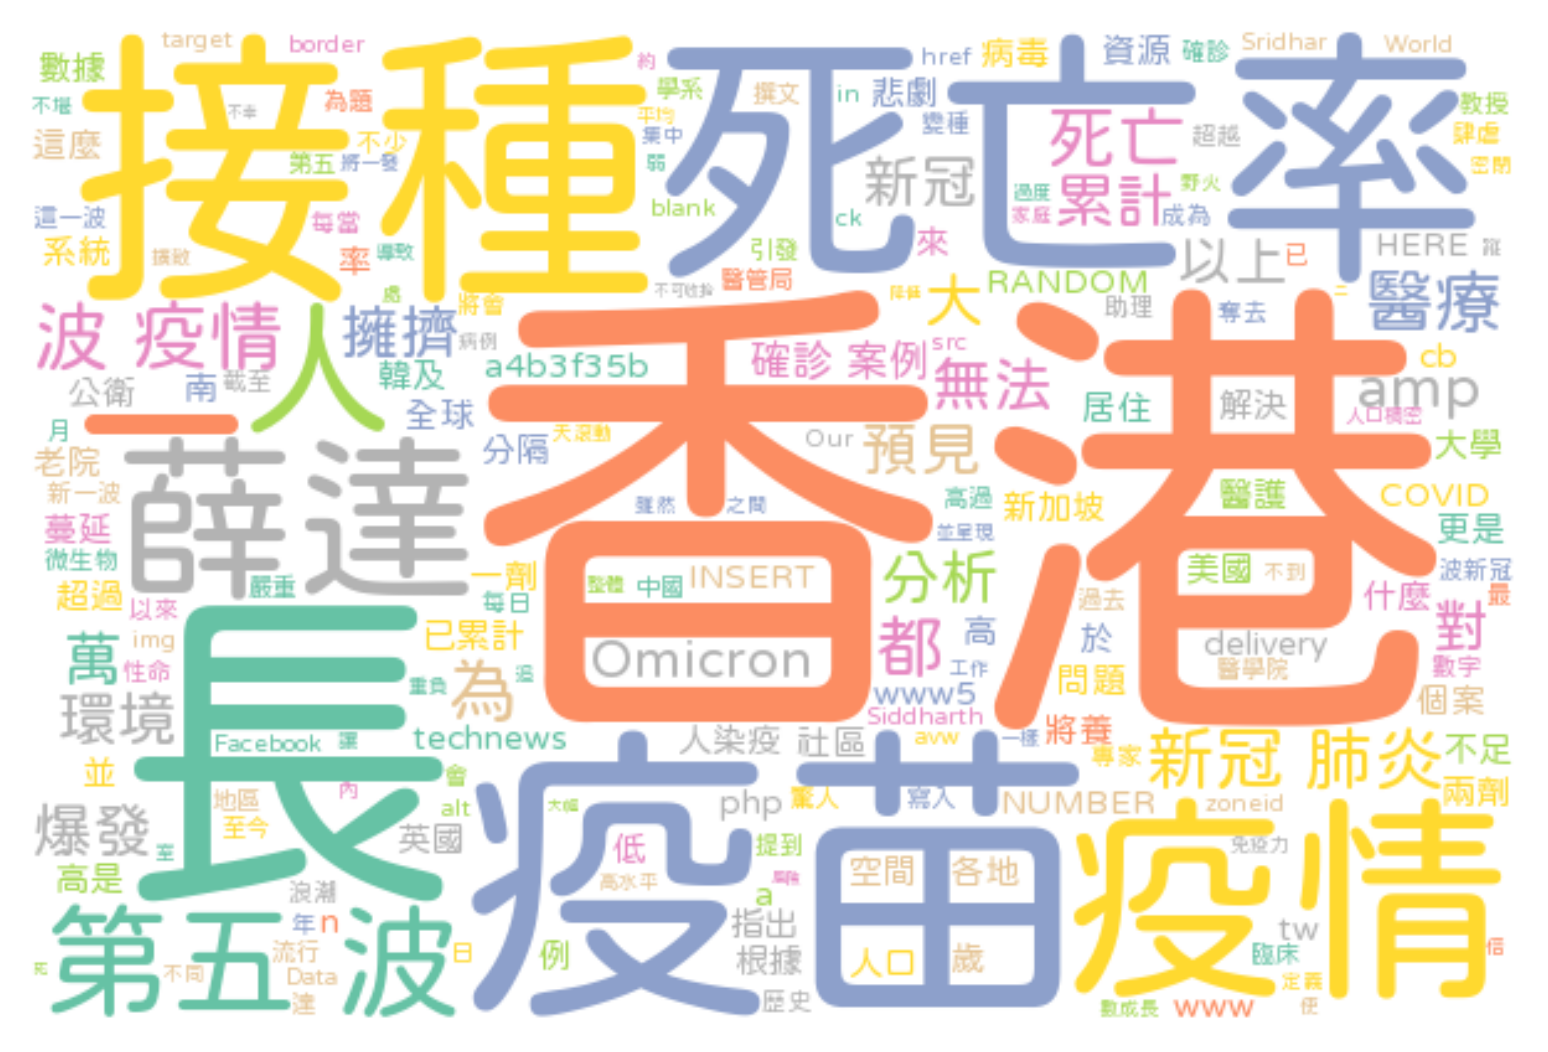 target
border
數據
不堪
這麼
這一波
系統
接種
不幸
為題
不少
第五
將一發
每當
率
導致
約
學系
平均
集中
弱
blank
撰文
in
ck
引發
死亡率
href
病毒
悲劇
變種
資源
確診
Sridhar
World
教授
肆虐
密閉
死亡
超越
新冠
過度
家庭
累計
野火
成為
來
以上
已
HERE
處
將會
不可收拾
醫管局
大
RANDOM
助理
奪去
醫療
波 疫情
人
擁擠
病例
公衛
南
截至
韓及
a4b3f35b
確診 案例
src
無法
cb
amp
居住
解決
人口稠密
一
月
全球
分隔
天滾動
Our
預見
大學
老院
新一波
薛達
香港
雖然
之間
高過
新加坡
醫護
COVID
蔓延
並呈現
更是
微生物
嚴重
一劑
整體
中國
INSERT
分析
美國
不到
波新冠
最
超過
以來
每日
過去
什麼
長
已累計
Omicron
都
高
於
delivery
對
萬
img
性命
重負
為
工作
問題
醫學院
數字
環境
www5
個案
Facebook
讓
technews
Siddharth
將養
人染疫
社區
avw
一樣
專家
新冠 肺炎
不足
並
內
會
地區
至今
alt
疫苗
php
驚人
寫入
NUMBER
zoneid
兩劑
爆發
室
英國
大幅
低
高水平
提到
空間
各地
疫情
免疫力
高是
浪潮
a
第五波
年
n
流行
Data
達
不同
日
例
指出
根據
歷史
人口
歲
tw
臨床
定義
便
信
死
數成長
www